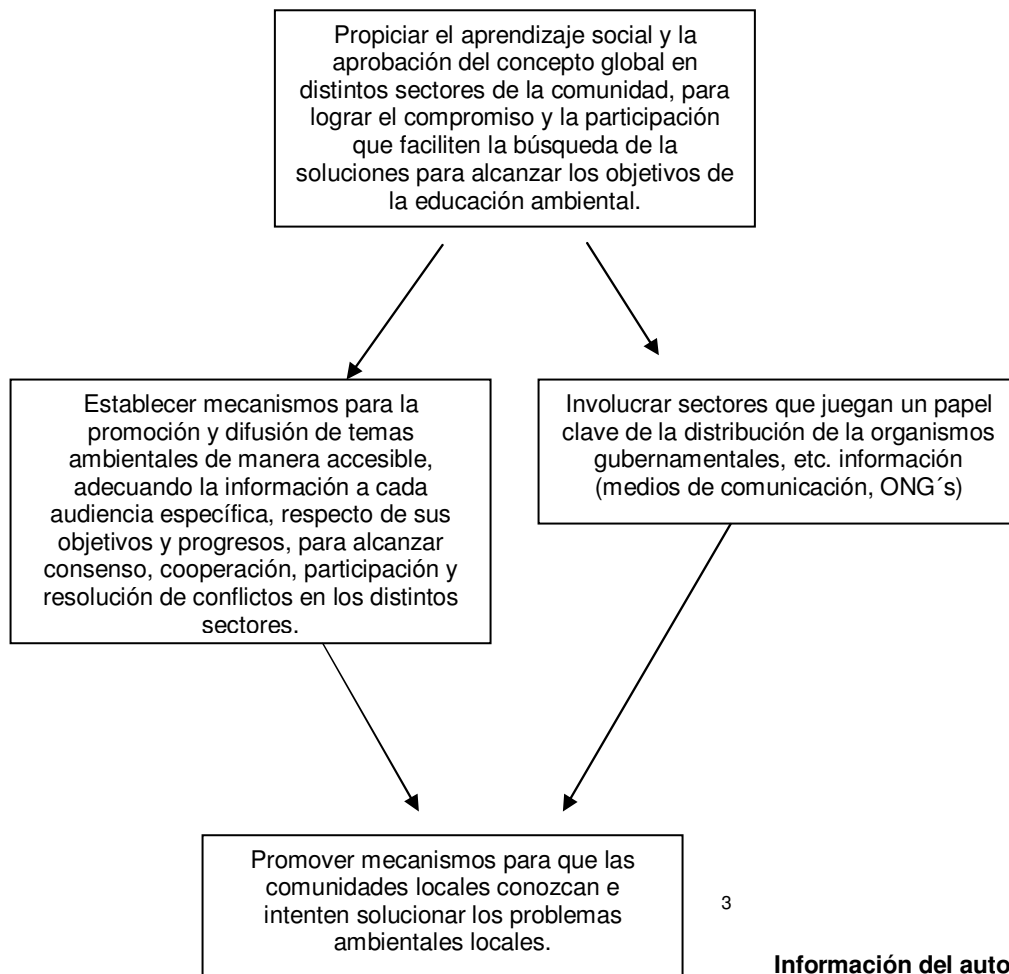 Propiciar el aprendizaje social y la
aprobación del concepto global en
distintos sectores de la comunidad, para
lograr el compromiso y la participación
que faciliten la búsqueda de la
soluciones para alcanzar los objetivos de
la educación ambiental.
Establecer mecanismos para la
promoción y difusión de temas
ambientales de manera accesible,
adecuando la información a cada
audiencia específica, respecto de sus
objetivos y progresos, para alcanzar
consenso, cooperación, participación y
resolución de conflictos en los distintos
sectores.
Involucrar sectores que juegan un papel
clave de la distribución de la organismos
gubernamentales, etc. información
(medios de comunicación, ONG´s)
Promover mecanismos para que las
comunidades locales conozcan e
intenten solucionar los problemas
ambientales locales.
3
Información del auto